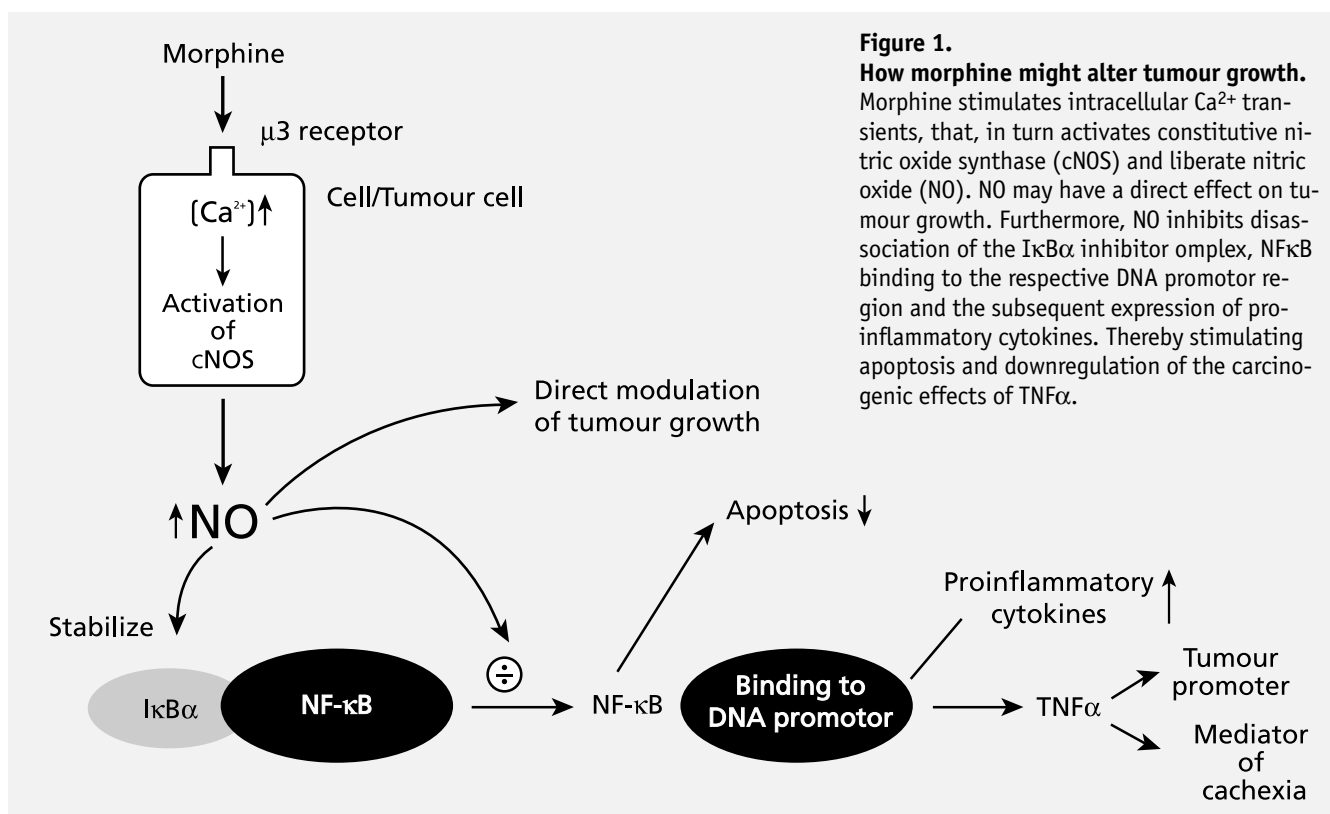 Morphine
μ3 receptor
Cell/Tumour cell
(Ca²⁺)↑
Activation
of
cNOS
Direct modulation
of tumour growth
↑NO
Apoptosis ↓
Stabilize
Proinflammatory
cytokines ↑
÷
IκBα
NF-κB
NF-κB
Binding to
DNA promotor
TNFα
Tumour
promoter
Mediator
of
cachexia
Figure 1.
How morphine might alter tumour growth.
Morphine stimulates intracellular Ca²⁺ tran-
sients, that, in turn activates constitutive ni-
tric oxide synthase (cNOS) and liberate nitric
oxide (NO). NO may have a direct effect on tu-
mour growth. Furthermore, NO inhibits disas-
sociation of the IκBα inhibitor omplex, NFκB
binding to the respective DNA promotor re-
gion and the subsequent expression of pro-
inflammatory cytokines. Thereby stimulating
apoptosis and downregulation of the carcino-
genic effects of TNFα.